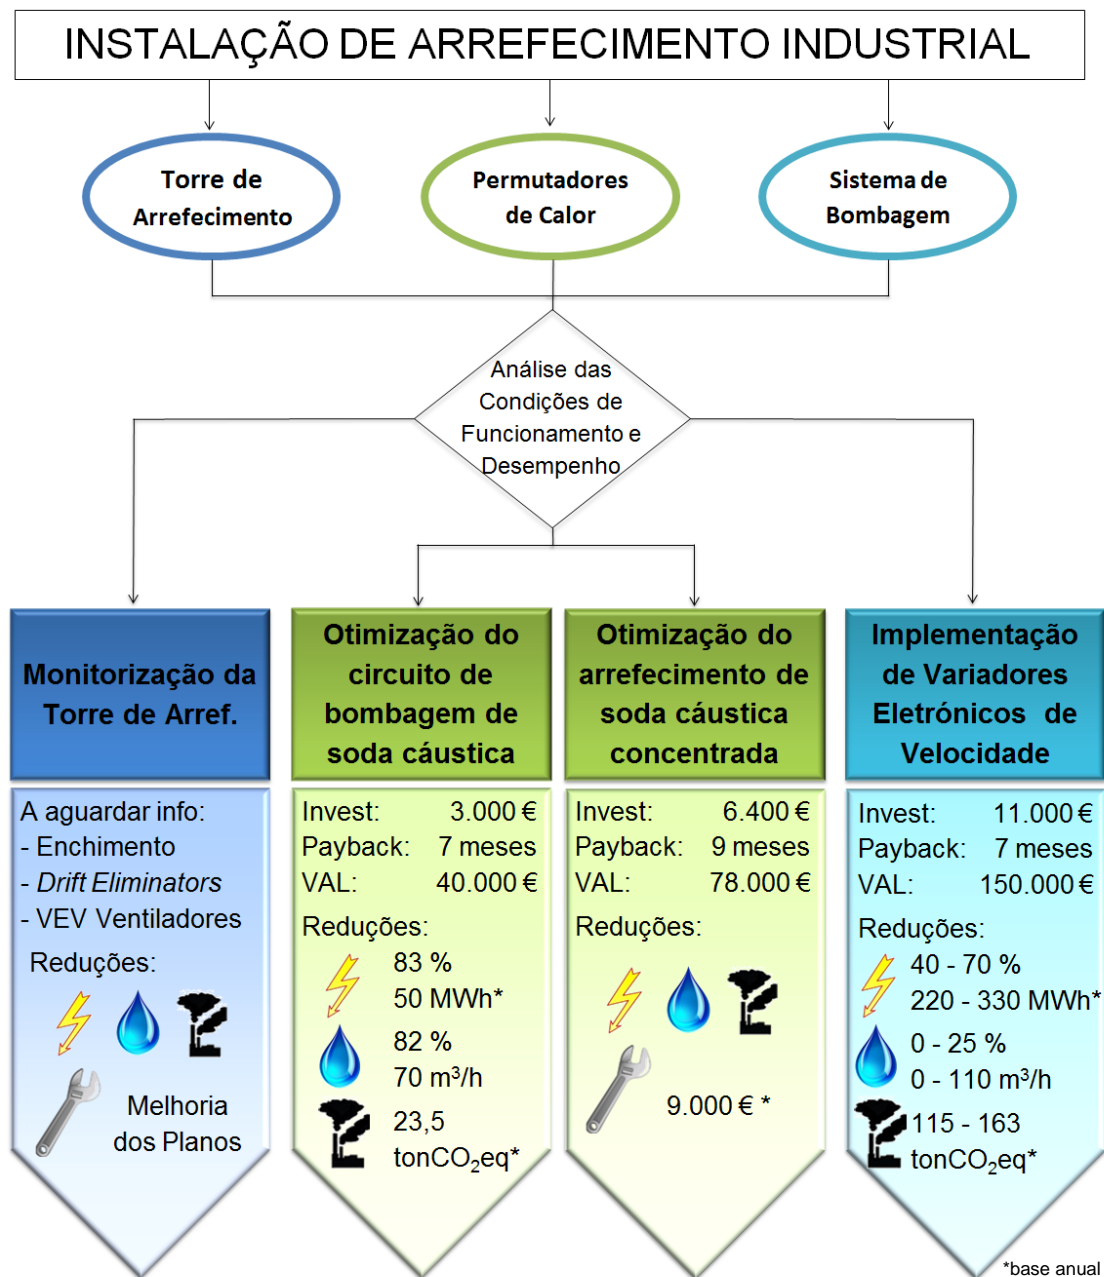 INSTALAÇÃO DE ARREFECIMENTO INDUSTRIAL
Torre de
Arrefecimento
Permutadores
de Calor
Sistema de
Bombagem
Análise das
Condições de
Funcionamento e
Desempenho
Monitorização da
Torre de Arref.
A aguardar info:
- Enchimento
- Drift Eliminators
- VEV Ventiladores
Reduções:
Melhoria
dos Planos
Otimização do
circuito de
bombagem de
soda cáustica
Invest: 3.000 €
Payback: 7 meses
VAL: 40.000 €
Reduções:
83 %
50 MWh*
82 %
70 m³/h
23,5
tonCO₂eq*
Otimização do
arrefecimento de
soda cáustica
concentrada
Invest: 6.400 €
Payback: 9 meses
VAL: 78.000 €
Reduções:
9.000 € *
Implementação
de Variadores
Eletrónicos de
Velocidade
Invest: 11.000 €
Payback: 7 meses
VAL: 150.000 €
Reduções:
40 - 70 %
220 - 330 MWh*
0 - 25 %
0 - 110 m³/h
115 - 163
tonCO₂eq*
*base anual